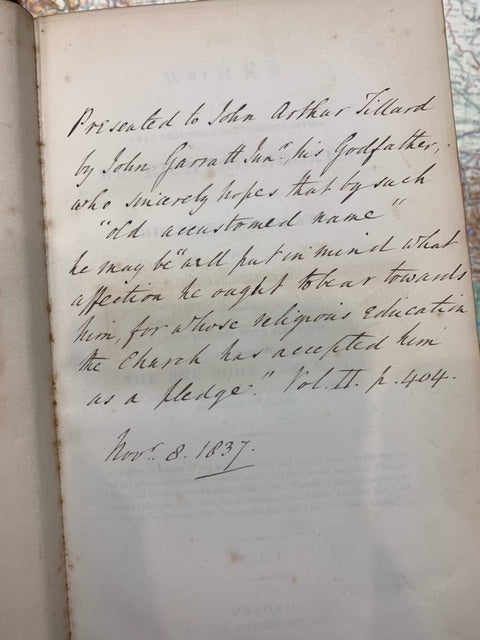 Presented to John Arthur Tillard
by John Garratt Junr. his Godfather,
who sincerely hopes that by such
"old accustomed name"
he may be "well put in mind what
affection he ought to bear towards
him, for whose religious education
the Church has accepted him
as a pledge." Vol. II. p. 404.
Novr. 8. 1837.